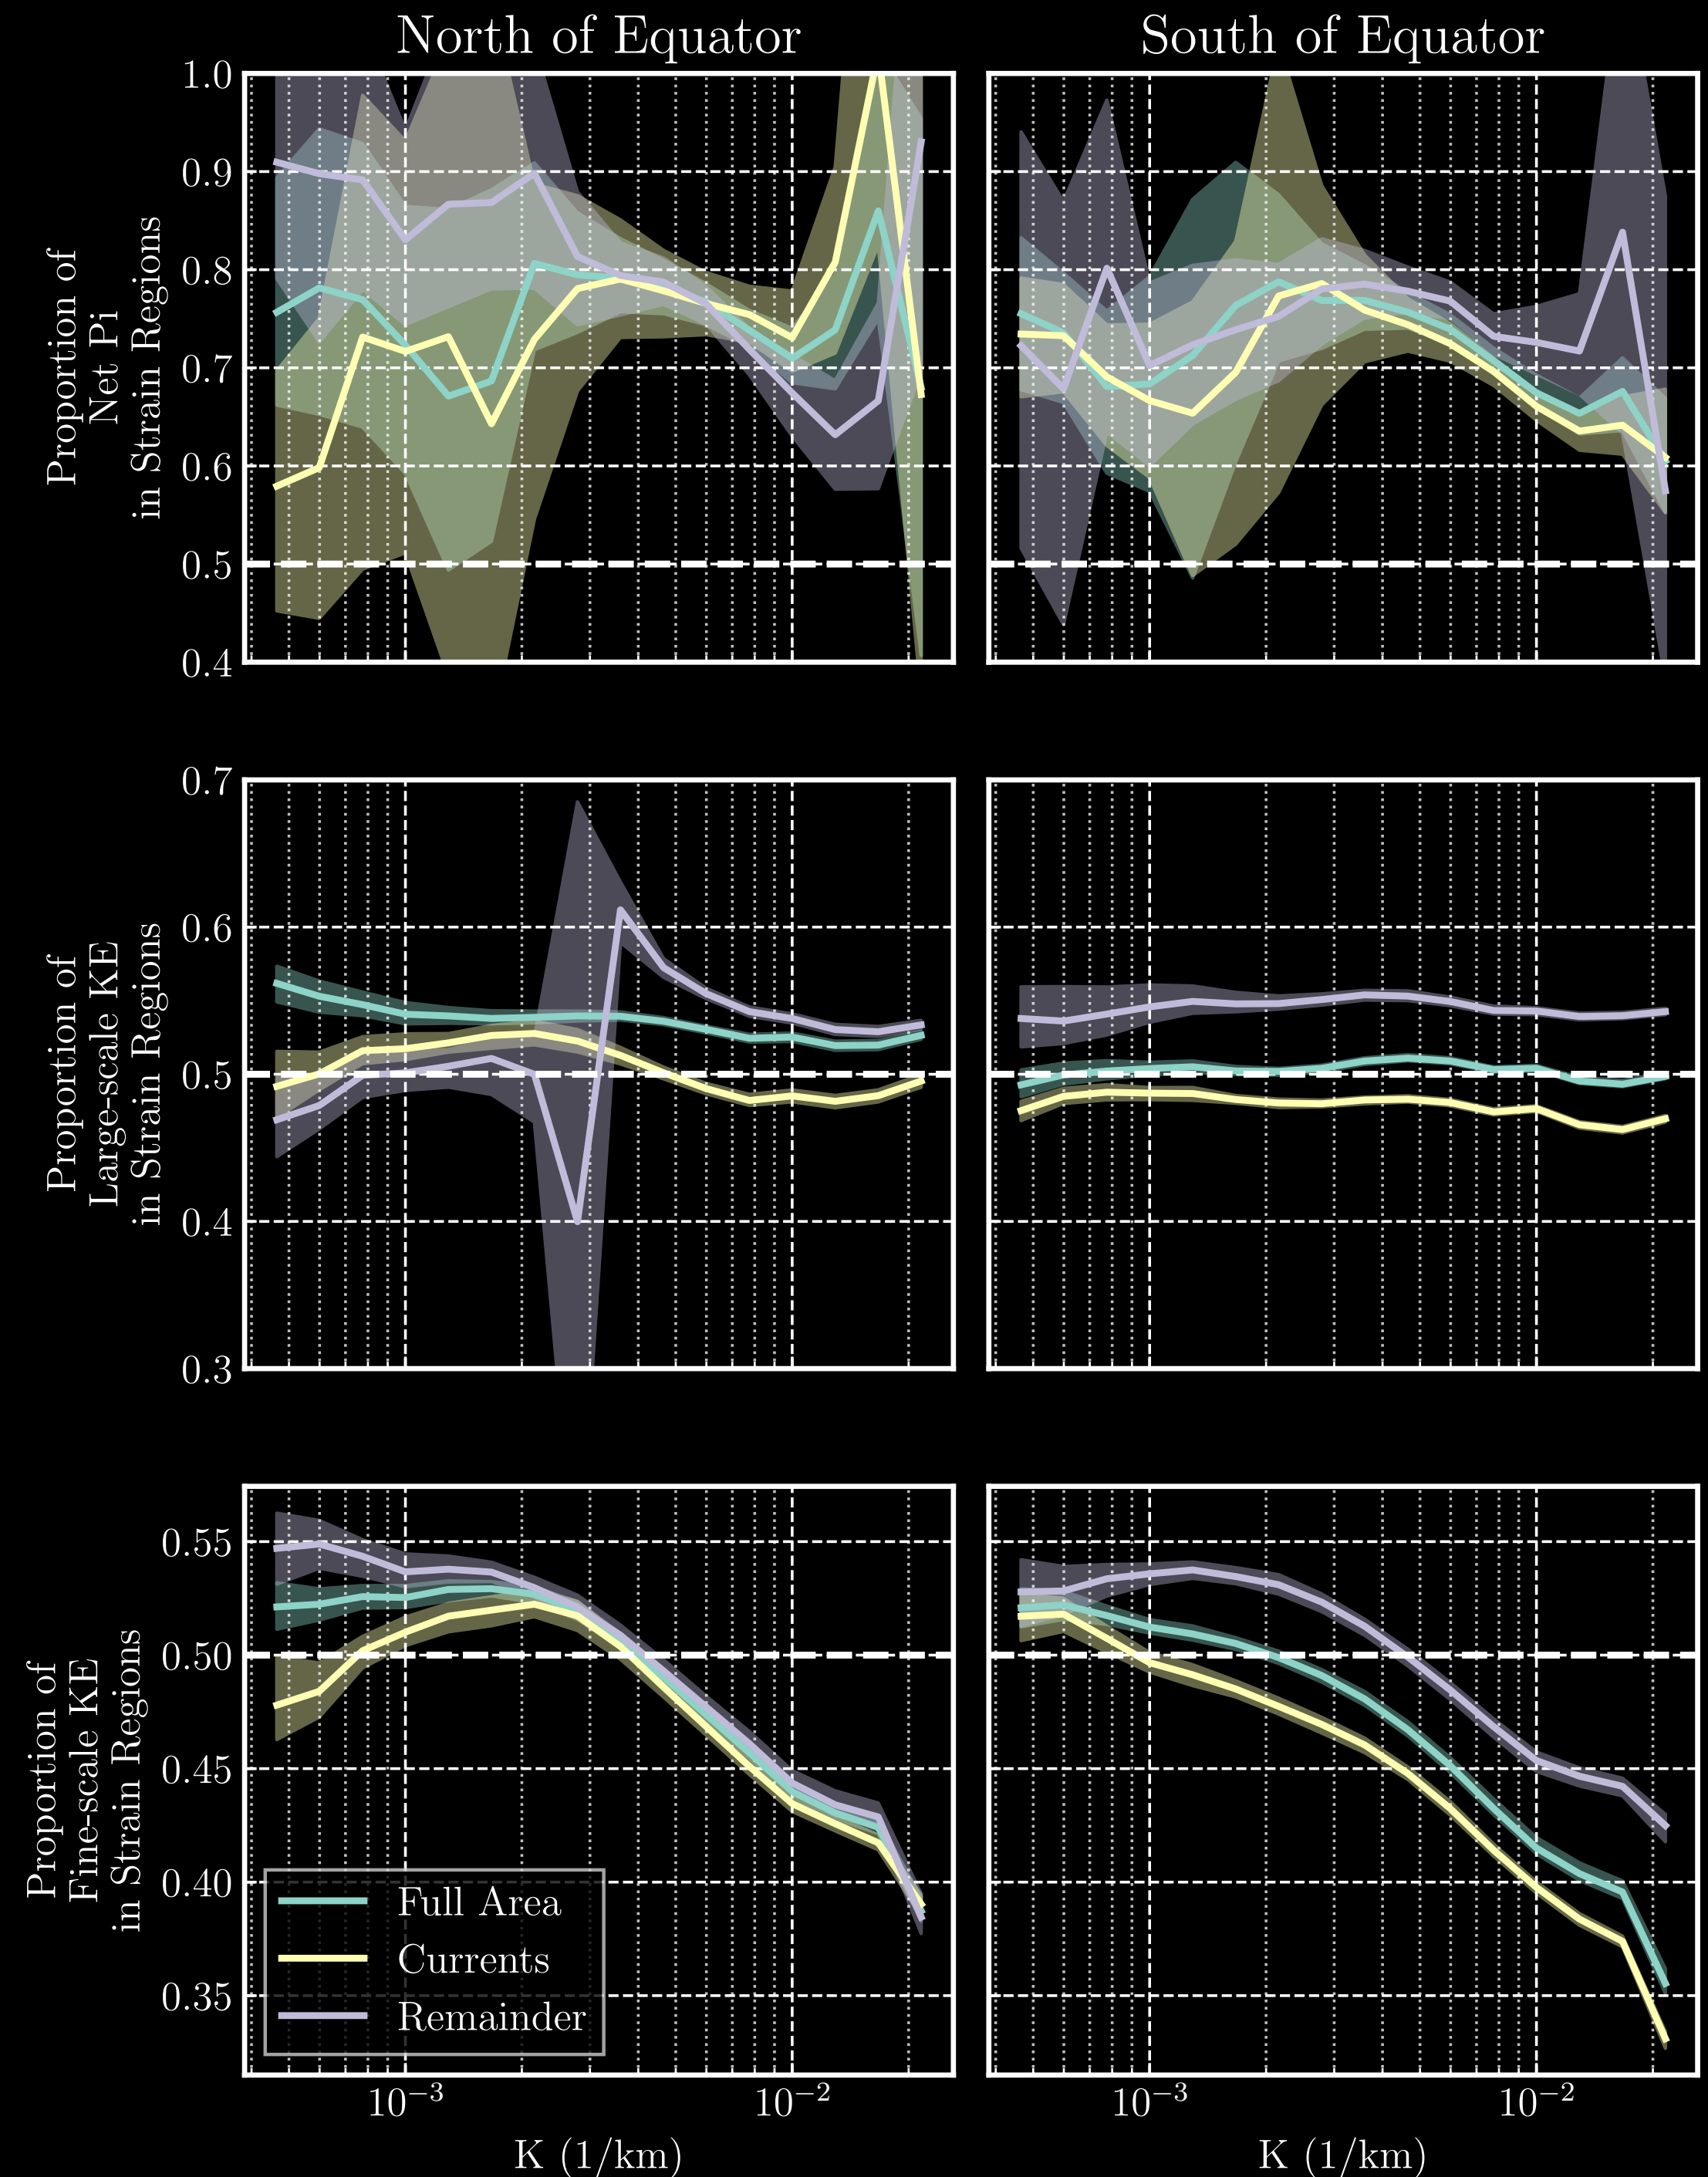 North of Equator
South of Equator
Proportion of
Net Pi
in Strain Regions
1.0
0.9
0.8
0.7
0.6
0.5
0.4
Proportion of
Large-scale KE
in Strain Regions
0.7
0.6
0.5
0.4
0.3
Proportion of
Fine-scale KE
in Strain Regions
0.55
0.50
0.45
0.40
0.35
Full Area
Currents
Remainder
10⁻³
10⁻²
10⁻³
10⁻²
K (1/km)
K (1/km)